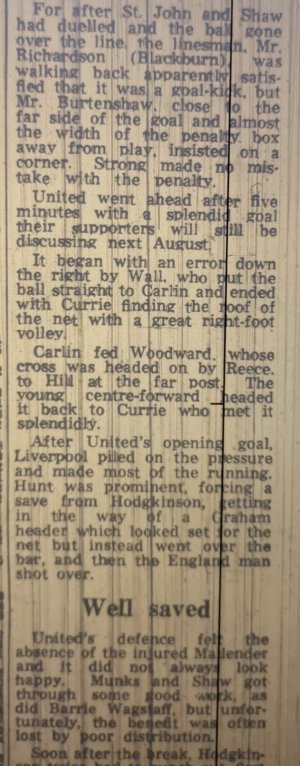 For after St. John and Shaw
had duelled and the ball gone
over the line, the linesman, Mr.
Richardson (Blackburn), was
walking back apparently satis-
fied that it was a goal-kick, but
Mr. Burtenshaw, close to the
far side of the goal and almost
the width of the penalty box
away from play, insisted on a
corner. Strong made no mis-
take with the penalty.
United went ahead after five
minutes with a splendid goal
their supporters will still be
discussing next August.
It began with an error down
the right by Wall, who put the
ball straight to Carlin and ended
with Currie finding the roof of
the net with a great right-foot
volley.
Carlin fed Woodward, whose
cross was headed on by Reece,
to Hill at the far post. The
young centre-forward headed
it back to Currie who met it
splendidly.
After United's opening goal,
Liverpool piled on the pressure
and made most of the running.
Hunt was prominent, forcing a
save from Hodgkinson, getting
in the way of a Graham
header which looked set for the
net but instead went over the
bar, and then the England man
shot over.
Well saved
United's defence felt the
absence of the injured Mallender
and it did not always look
happy. Munks and Shaw got
through some good work, as
did Barrie Wagstaff, but unfor-
tunately, the benefit was often
lost by poor distribution.
Soon after the break, Hodgkin-